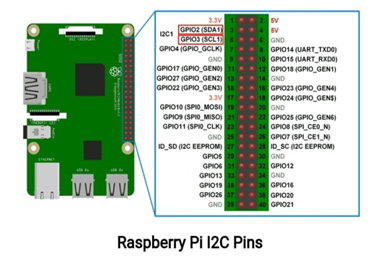 3.3V 1 2 5V
I2C1 GPIO2 (SDA1) 3 4 5V
GPIO3 (SCL1) 5 6 GND
GPIO4 (GPIO_GCLK) 7 8 GPIO14 (UART_TXD0)
GND 9 10 GPIO15 (UART_RXD0)
GPIO17 (GPIO_GEN0) 11 12 GPIO18 (GPIO_GEN1)
GPIO27 (GPIO_GEN2) 13 14 GND
GPIO22 (GPIO_GEN3) 15 16 GPIO23 (GPIO_GEN4)
3.3V 17 18 GPIO24 (GPIO_GEN5)
GPIO10 (SPI0_MOSI) 19 20 GND
GPIO9 (SPI0_MISO) 21 22 GPIO25 (GPIO_GEN6)
GPIO11 (SPI0_CLK) 23 24 GPIO8 (SPI_CE0_N)
GND 25 26 GPIO7 (SPI_CE1_N)
ID_SD (I2C EEPROM) 27 28 ID_SC (I2C EEPROM)
GPIO5 29 30 GND
GPIO6 31 32 GPIO12
GPIO13 33 34 GND
GPIO19 35 36 GPIO16
GPIO26 37 38 GPIO20
GND 39 40 GPIO21
ETHERNET
Raspberry Pi I2C Pins